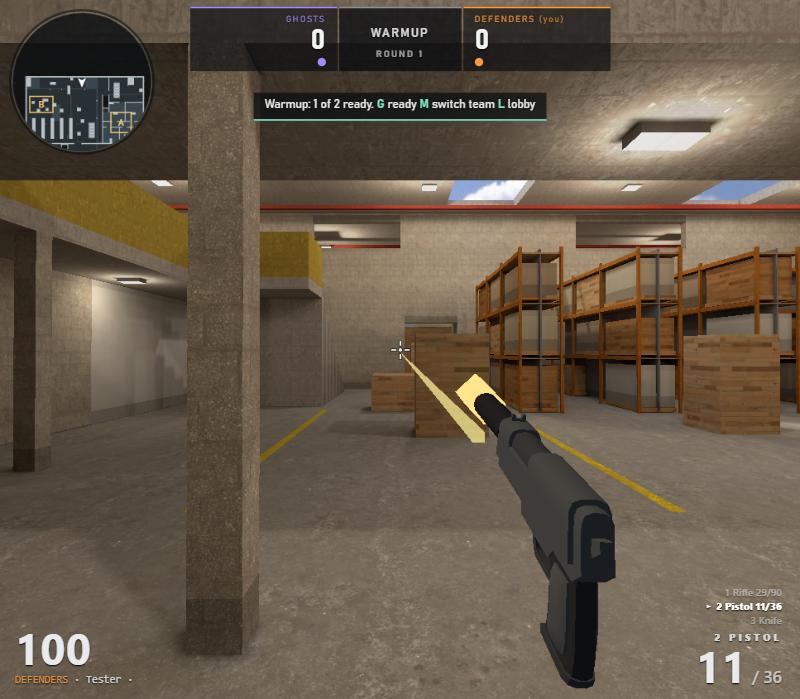 GHOSTS
0
WARMUP
ROUND 1
DEFENDERS (you)
0
Warmup: 1 of 2 ready. G ready M switch team L lobby
B
A
1 Rifle 29/90
▸ 2 Pistol 11/36
3 Knife
2 PISTOL
11 / 36
100
DEFENDERS · Tester ·